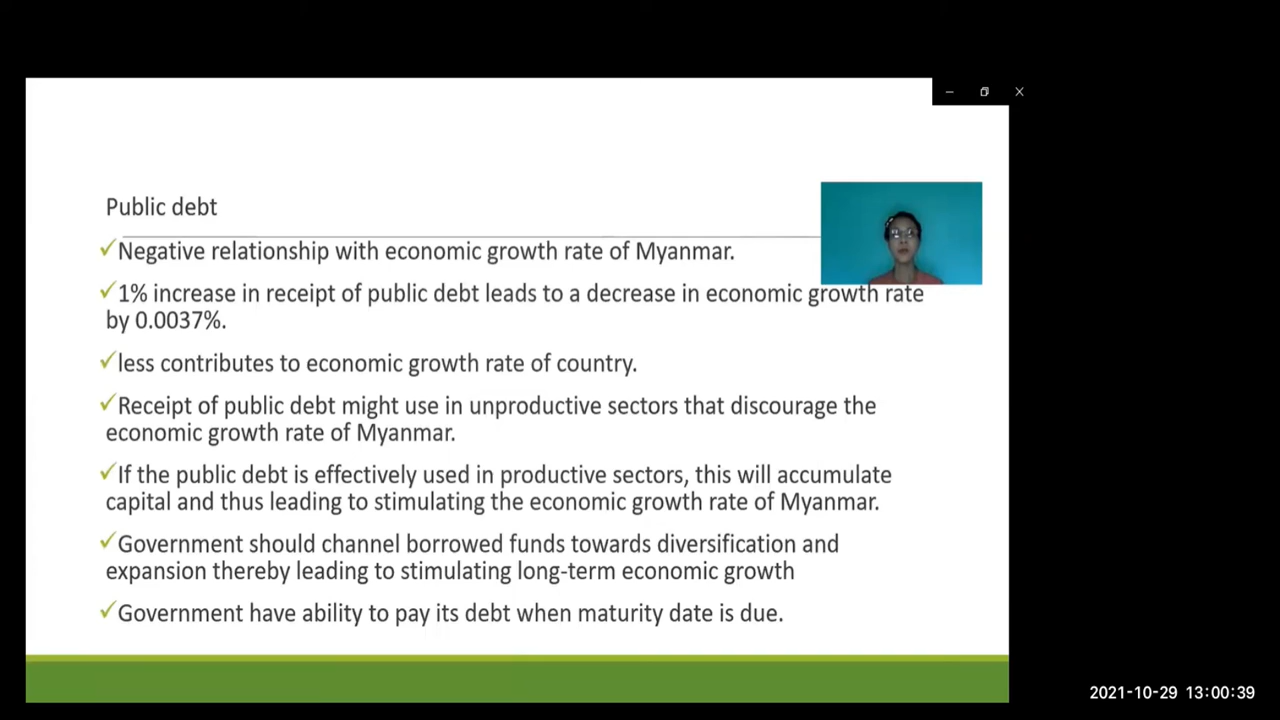 Public debt
✓Negative relationship with economic growth rate of Myanmar.
✓1% increase in receipt of public debt leads to a decrease in economic growth rate
by 0.0037%.
✓less contributes to economic growth rate of country.
✓Receipt of public debt might use in unproductive sectors that discourage the
economic growth rate of Myanmar.
✓If the public debt is effectively used in productive sectors, this will accumulate
capital and thus leading to stimulating the economic growth rate of Myanmar.
✓Government should channel borrowed funds towards diversification and
expansion thereby leading to stimulating long-term economic growth
✓Government have ability to pay its debt when maturity date is due.
2021-10-29 13:00:39